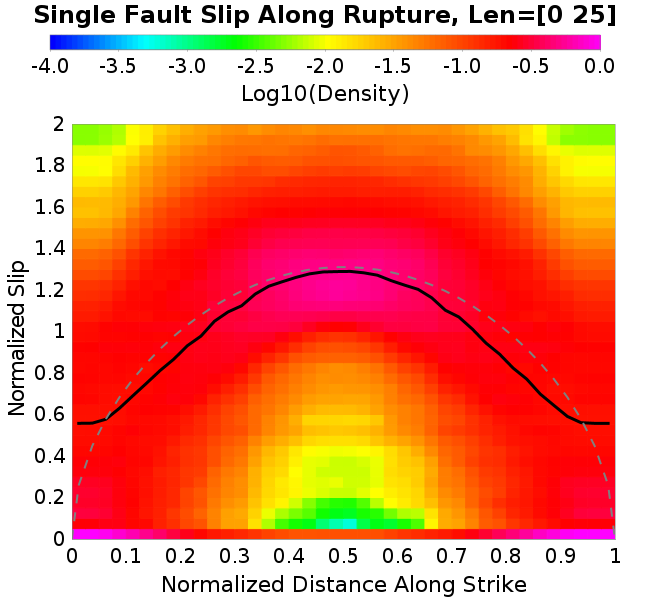 Single Fault Slip Along Rupture, Len=[0 25]
-4.0 -3.5 -3.0 -2.5 -2.0 -1.5 -1.0 -0.5 0.0
Log10(Density)
Normalized Slip
2
1.8
1.6
1.4
1.2
1
0.8
0.6
0.4
0.2
0
0 0.1 0.2 0.3 0.4 0.5 0.6 0.7 0.8 0.9 1
Normalized Distance Along Strike